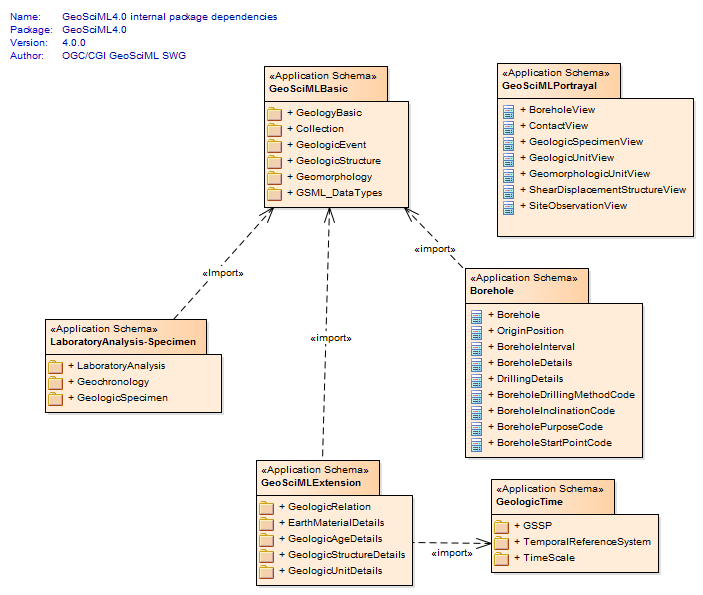 Name: GeoSciML4.0 internal package dependencies
Package: GeoSciML4.0
Version: 4.0.0
Author: OGC/CGI GeoSciML SWG
«Application Schema»
GeoSciMLBasic
+ GeologyBasic
+ Collection
+ GeologicEvent
+ GeologicStructure
+ Geomorphology
+ GSML_DataTypes
«Application Schema»
GeoSciMLPortrayal
+ BoreholeView
+ ContactView
+ GeologicSpecimenView
+ GeologicUnitView
+ GeomorphologicUnitView
+ ShearDisplacementStructureView
+ SiteObservationView
«import»
«Import»
«import»
«Application Schema»
Borehole
+ Borehole
+ OriginPosition
+ BoreholeInterval
+ BoreholeDetails
+ DrillingDetails
+ BoreholeDrillingMethodCode
+ BoreholeInclinationCode
+ BoreholePurposeCode
+ BoreholeStartPointCode
«Application Schema»
LaboratoryAnalysis-Specimen
+ LaboratoryAnalysis
+ Geochronology
+ GeologicSpecimen
«Application Schema»
GeoSciMLExtension
+ GeologicRelation
+ EarthMaterialDetails
+ GeologicAgeDetails
+ GeologicStructureDetails
+ GeologicUnitDetails
«import»
«Application Schema»
GeologicTime
+ GSSP
+ TemporalReferenceSystem
+ TimeScale